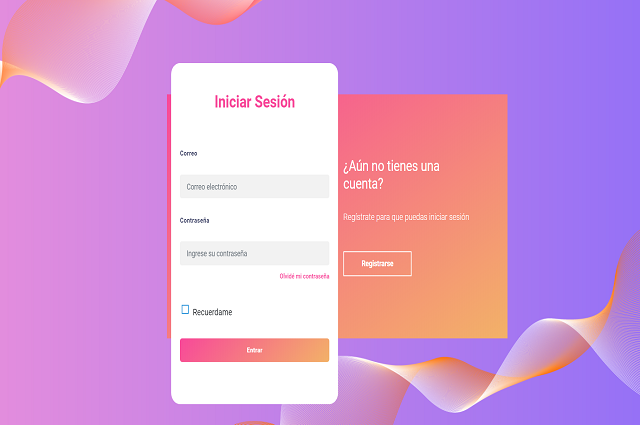 Iniciar Sesión
Correo
Correo electrónico
Contraseña
Ingrese su contraseña
Olvidé mi contraseña
Recuerdame
Entrar
¿Aún no tienes una
cuenta?
Regístrate para que puedas iniciar sesión
Registrarse